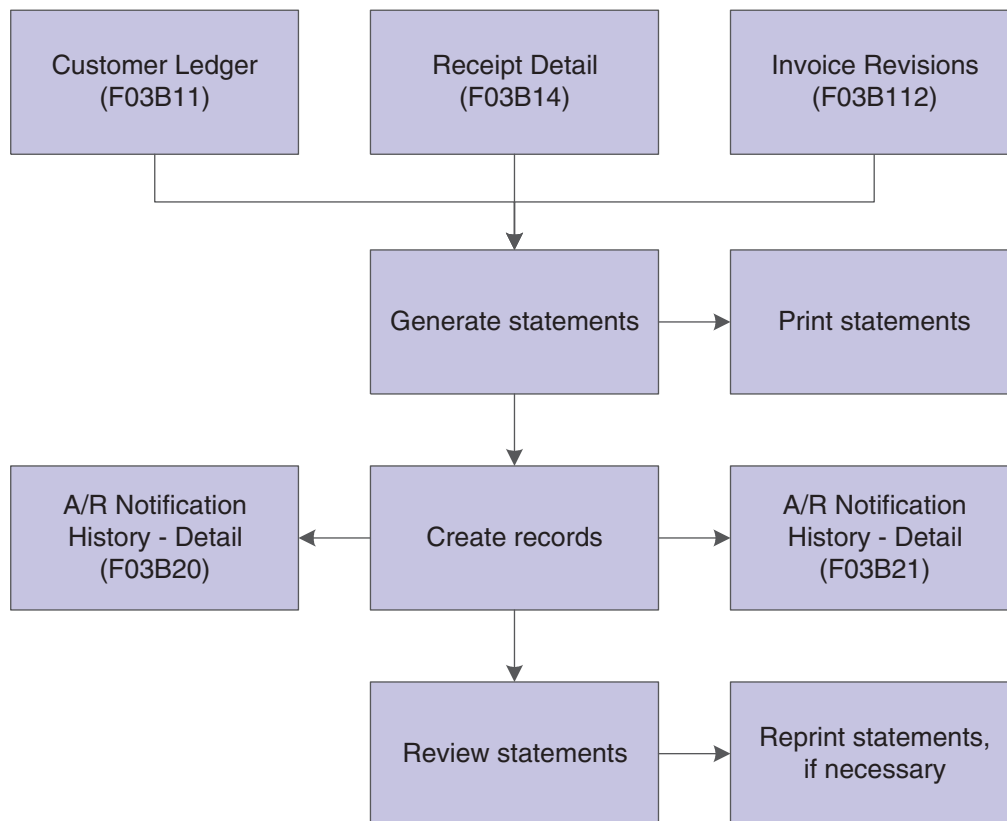 Customer Ledger
(F03B11)
Receipt Detail
(F03B14)
Invoice Revisions
(F03B112)
Generate statements
Print statements
A/R Notification
History - Detail
(F03B20)
Create records
A/R Notification
History - Detail
(F03B21)
Review statements
Reprint statements,
if necessary